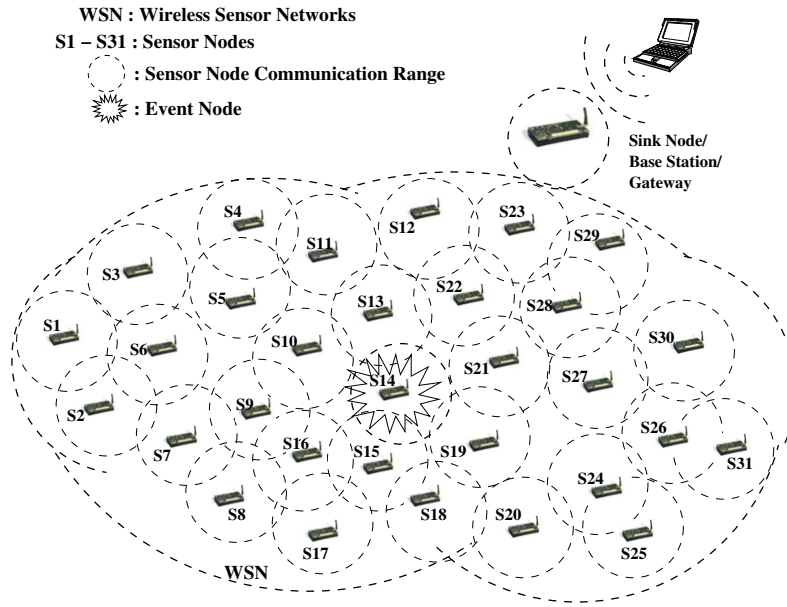 WSN : Wireless Sensor Networks
S1 – S31 : Sensor Nodes
: Sensor Node Communication Range
: Event Node
Sink Node/
Base Station/
Gateway
S4
S12
S23
S11
S29
S3
S5
S13
S22
S28
S1
S6
S10
S21
S30
S14
S27
S2
S9
S7
S16
S15
S19
S26
S31
S24
S8
S18
S20
S17
S25
WSN